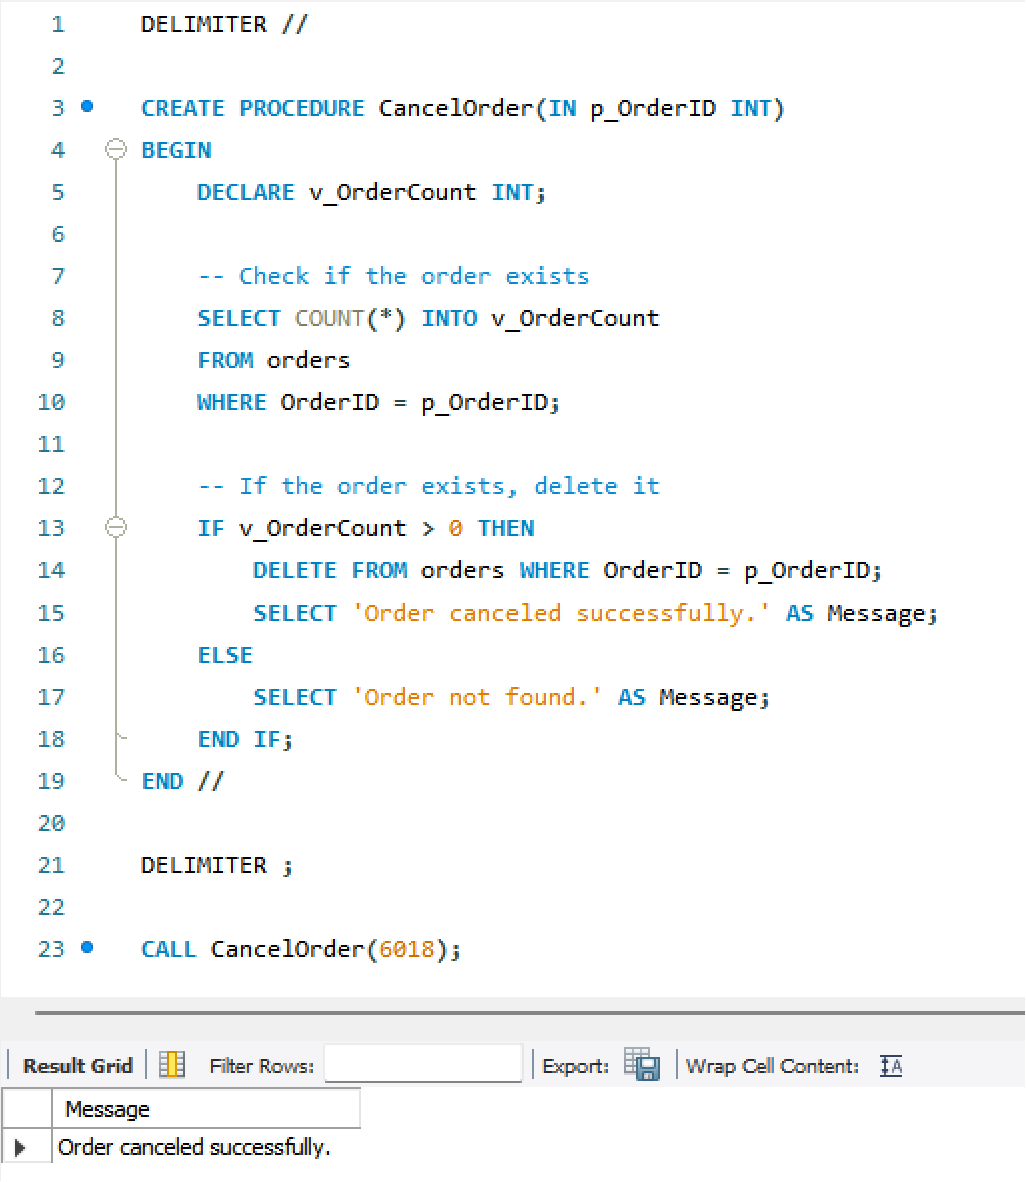 1 DELIMITER //
2
3 CREATE PROCEDURE CancelOrder(IN p_OrderID INT)
4 BEGIN
5 DECLARE v_OrderCount INT;
6
7 -- Check if the order exists
8 SELECT COUNT(*) INTO v_OrderCount
9 FROM orders
10 WHERE OrderID = p_OrderID;
11
12 -- If the order exists, delete it
13 IF v_OrderCount > 0 THEN
14 DELETE FROM orders WHERE OrderID = p_OrderID;
15 SELECT 'Order canceled successfully.' AS Message;
16 ELSE
17 SELECT 'Order not found.' AS Message;
18 END IF;
19 END //
20
21 DELIMITER ;
22
23 CALL CancelOrder(6018);
Result Grid Filter Rows: Export: Wrap Cell Content: IA
Message
Order canceled successfully.